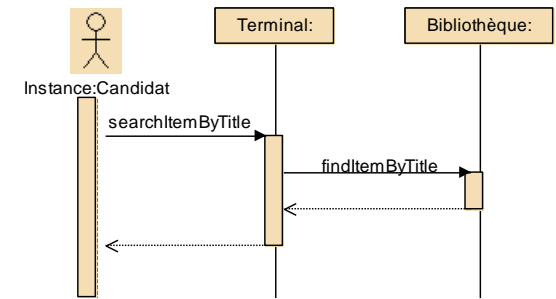 Terminal:
Bibliothèque:
Instance:Candidat
searchItemByTitle
findItemByTitle